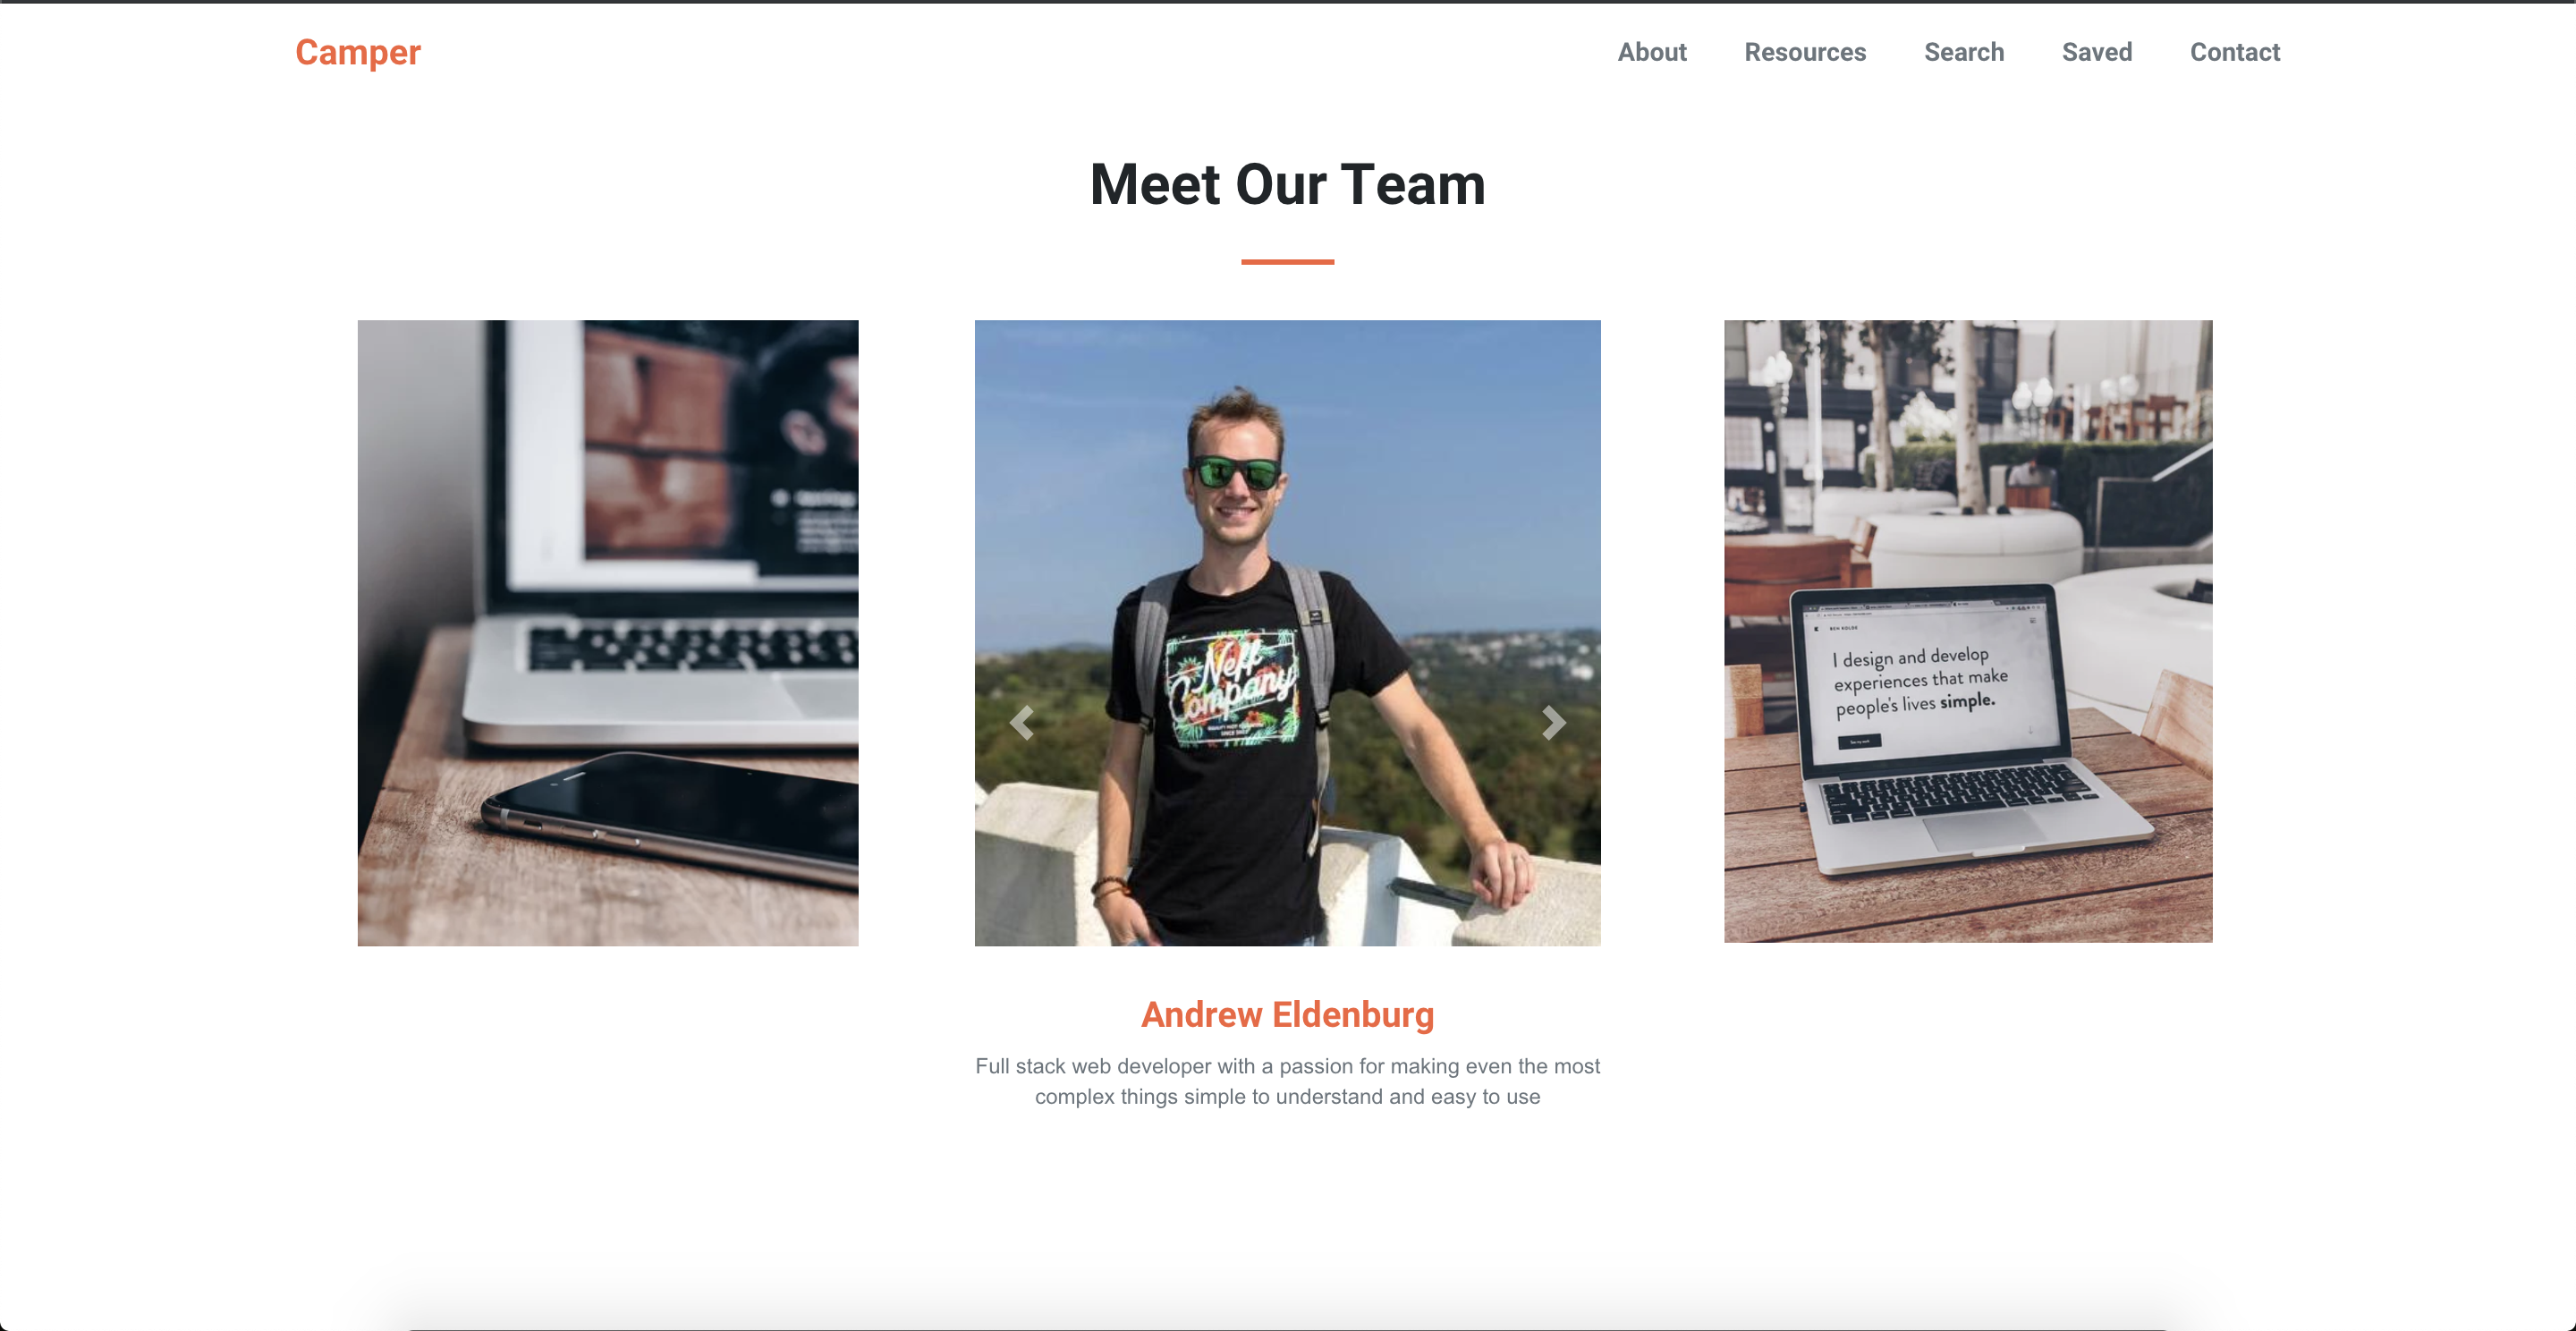 Camper
About Resources Search Saved Contact
Meet Our Team
Neff
Company
BEN KOLDE
I design and develop
experiences that make
people's lives simple.
Andrew Eldenburg
Full stack web developer with a passion for making even the most
complex things simple to understand and easy to use